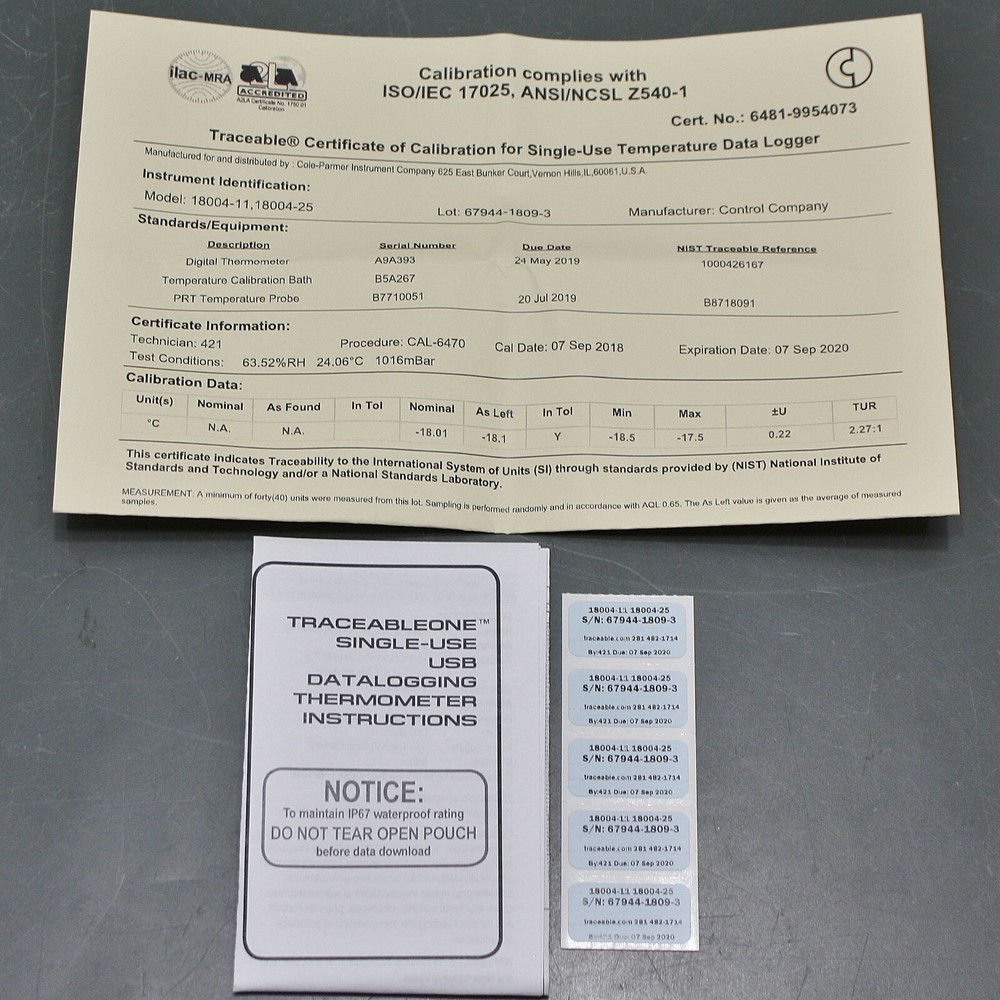 ilac-MRA
a2la
ACCREDITED
A2LA Certificate No. 1750.01
Calibration
Calibration complies with
ISO/IEC 17025, ANSI/NCSL Z540-1
Cert. No.: 6481-9954073
Traceable® Certificate of Calibration for Single-Use Temperature Data Logger
Manufactured for and distributed by : Cole-Parmer Instrument Company 625 East Bunker Court,Vernon Hills,IL,60061,U.S.A.
Instrument Identification:
Model: 18004-11,18004-25 Lot: 67944-1809-3 Manufacturer: Control Company
Standards/Equipment:
Description Serial Number Due Date NIST Traceable Reference
Digital Thermometer A9A393 24 May 2019 1000426167
Temperature Calibration Bath B5A267
PRT Temperature Probe B7710051 20 Jul 2019 B8718091
Certificate Information:
Technician: 421 Procedure: CAL-6470 Cal Date: 07 Sep 2018 Expiration Date: 07 Sep 2020
Test Conditions: 63.52%RH 24.06°C 1016mBar
Calibration Data:
Unit(s) Nominal As Found In Tol Nominal As Left In Tol Min Max ±U TUR
°C N.A. N.A. -18.01 -18.1 Y -18.5 -17.5 0.22 2.27:1
This certificate indicates Traceability to the International System of Units (SI) through standards provided by (NIST) National Institute of
Standards and Technology and/or a National Standards Laboratory.
MEASUREMENT: A minimum of forty(40) units were measured from this lot. Sampling is performed randomly and in accordance with AQL 0.65. The As Left value is given as the average of measured
samples.
TRACEABLEONE™
SINGLE-USE
USB
DATALOGGING
THERMOMETER
INSTRUCTIONS
NOTICE:
To maintain IP67 waterproof rating
DO NOT TEAR OPEN POUCH
before data download
18004-11 18004-25
S/N: 67944-1809-3
traceable.com 281 482-1714
By:421 Due: 07 Sep 2020
18004-11 18004-25
S/N: 67944-1809-3
traceable.com 281 482-1714
By:421 Due: 07 Sep 2020
18004-11 18004-25
S/N: 67944-1809-3
traceable.com 281 482-1714
By:421 Due: 07 Sep 2020
18004-11 18004-25
S/N: 67944-1809-3
traceable.com 281 482-1714
By:421 Due: 07 Sep 2020
18004-11 18004-25
S/N: 67944-1809-3
traceable.com 281 482-1714
By:421 Due: 07 Sep 2020